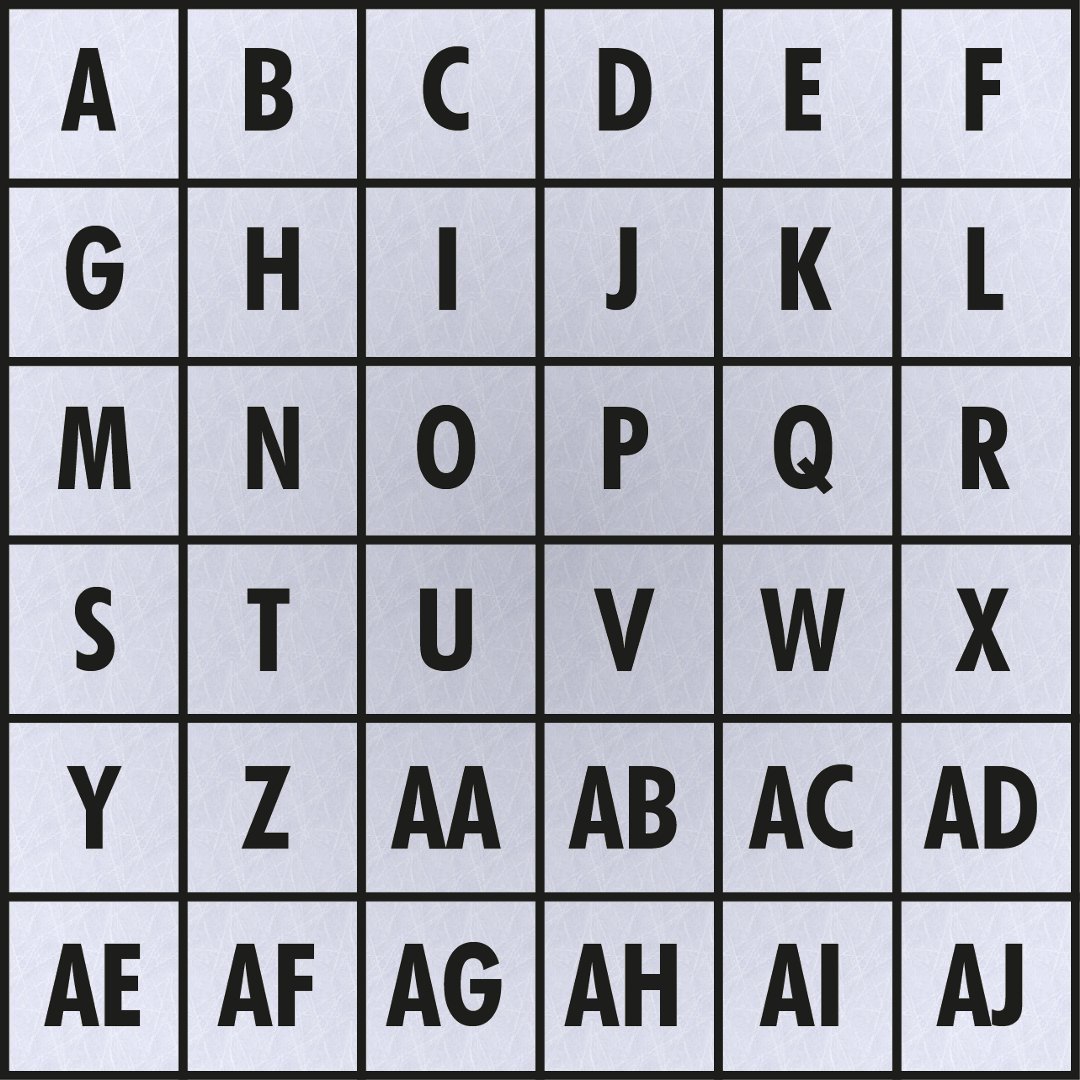 A B C D E F
G H I J K L
M N O P Q R
S T U V W X
Y Z AA AB AC AD
AE AF AG AH AI AJ